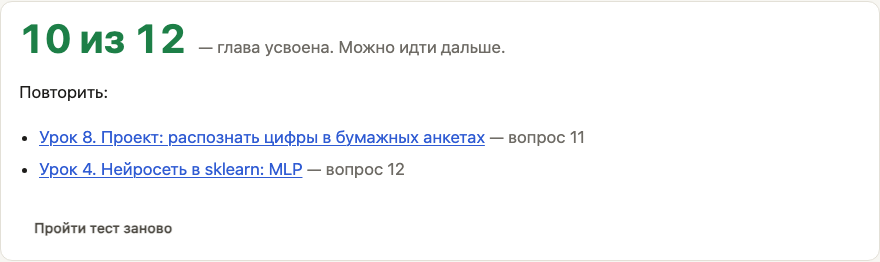 10 из 12 — глава усвоена. Можно идти дальше.
Повторить:
• Урок 8. Проект: распознать цифры в бумажных анкетах — вопрос 11
• Урок 4. Нейросеть в sklearn: MLP — вопрос 12
Пройти тест заново